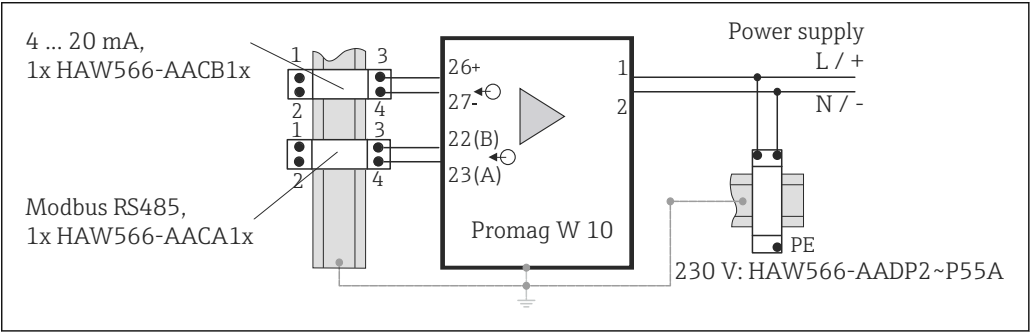 4 ... 20 mA,
1x HAW566-AACB1x
1
3
2
4
1
3
2
4
Modbus RS485,
1x HAW566-AACA1x
26+
27-
22(B)
23(A)
1
2
Promag W 10
Power supply
L / +
N / -
PE
230 V: HAW566-AADP2~P55A